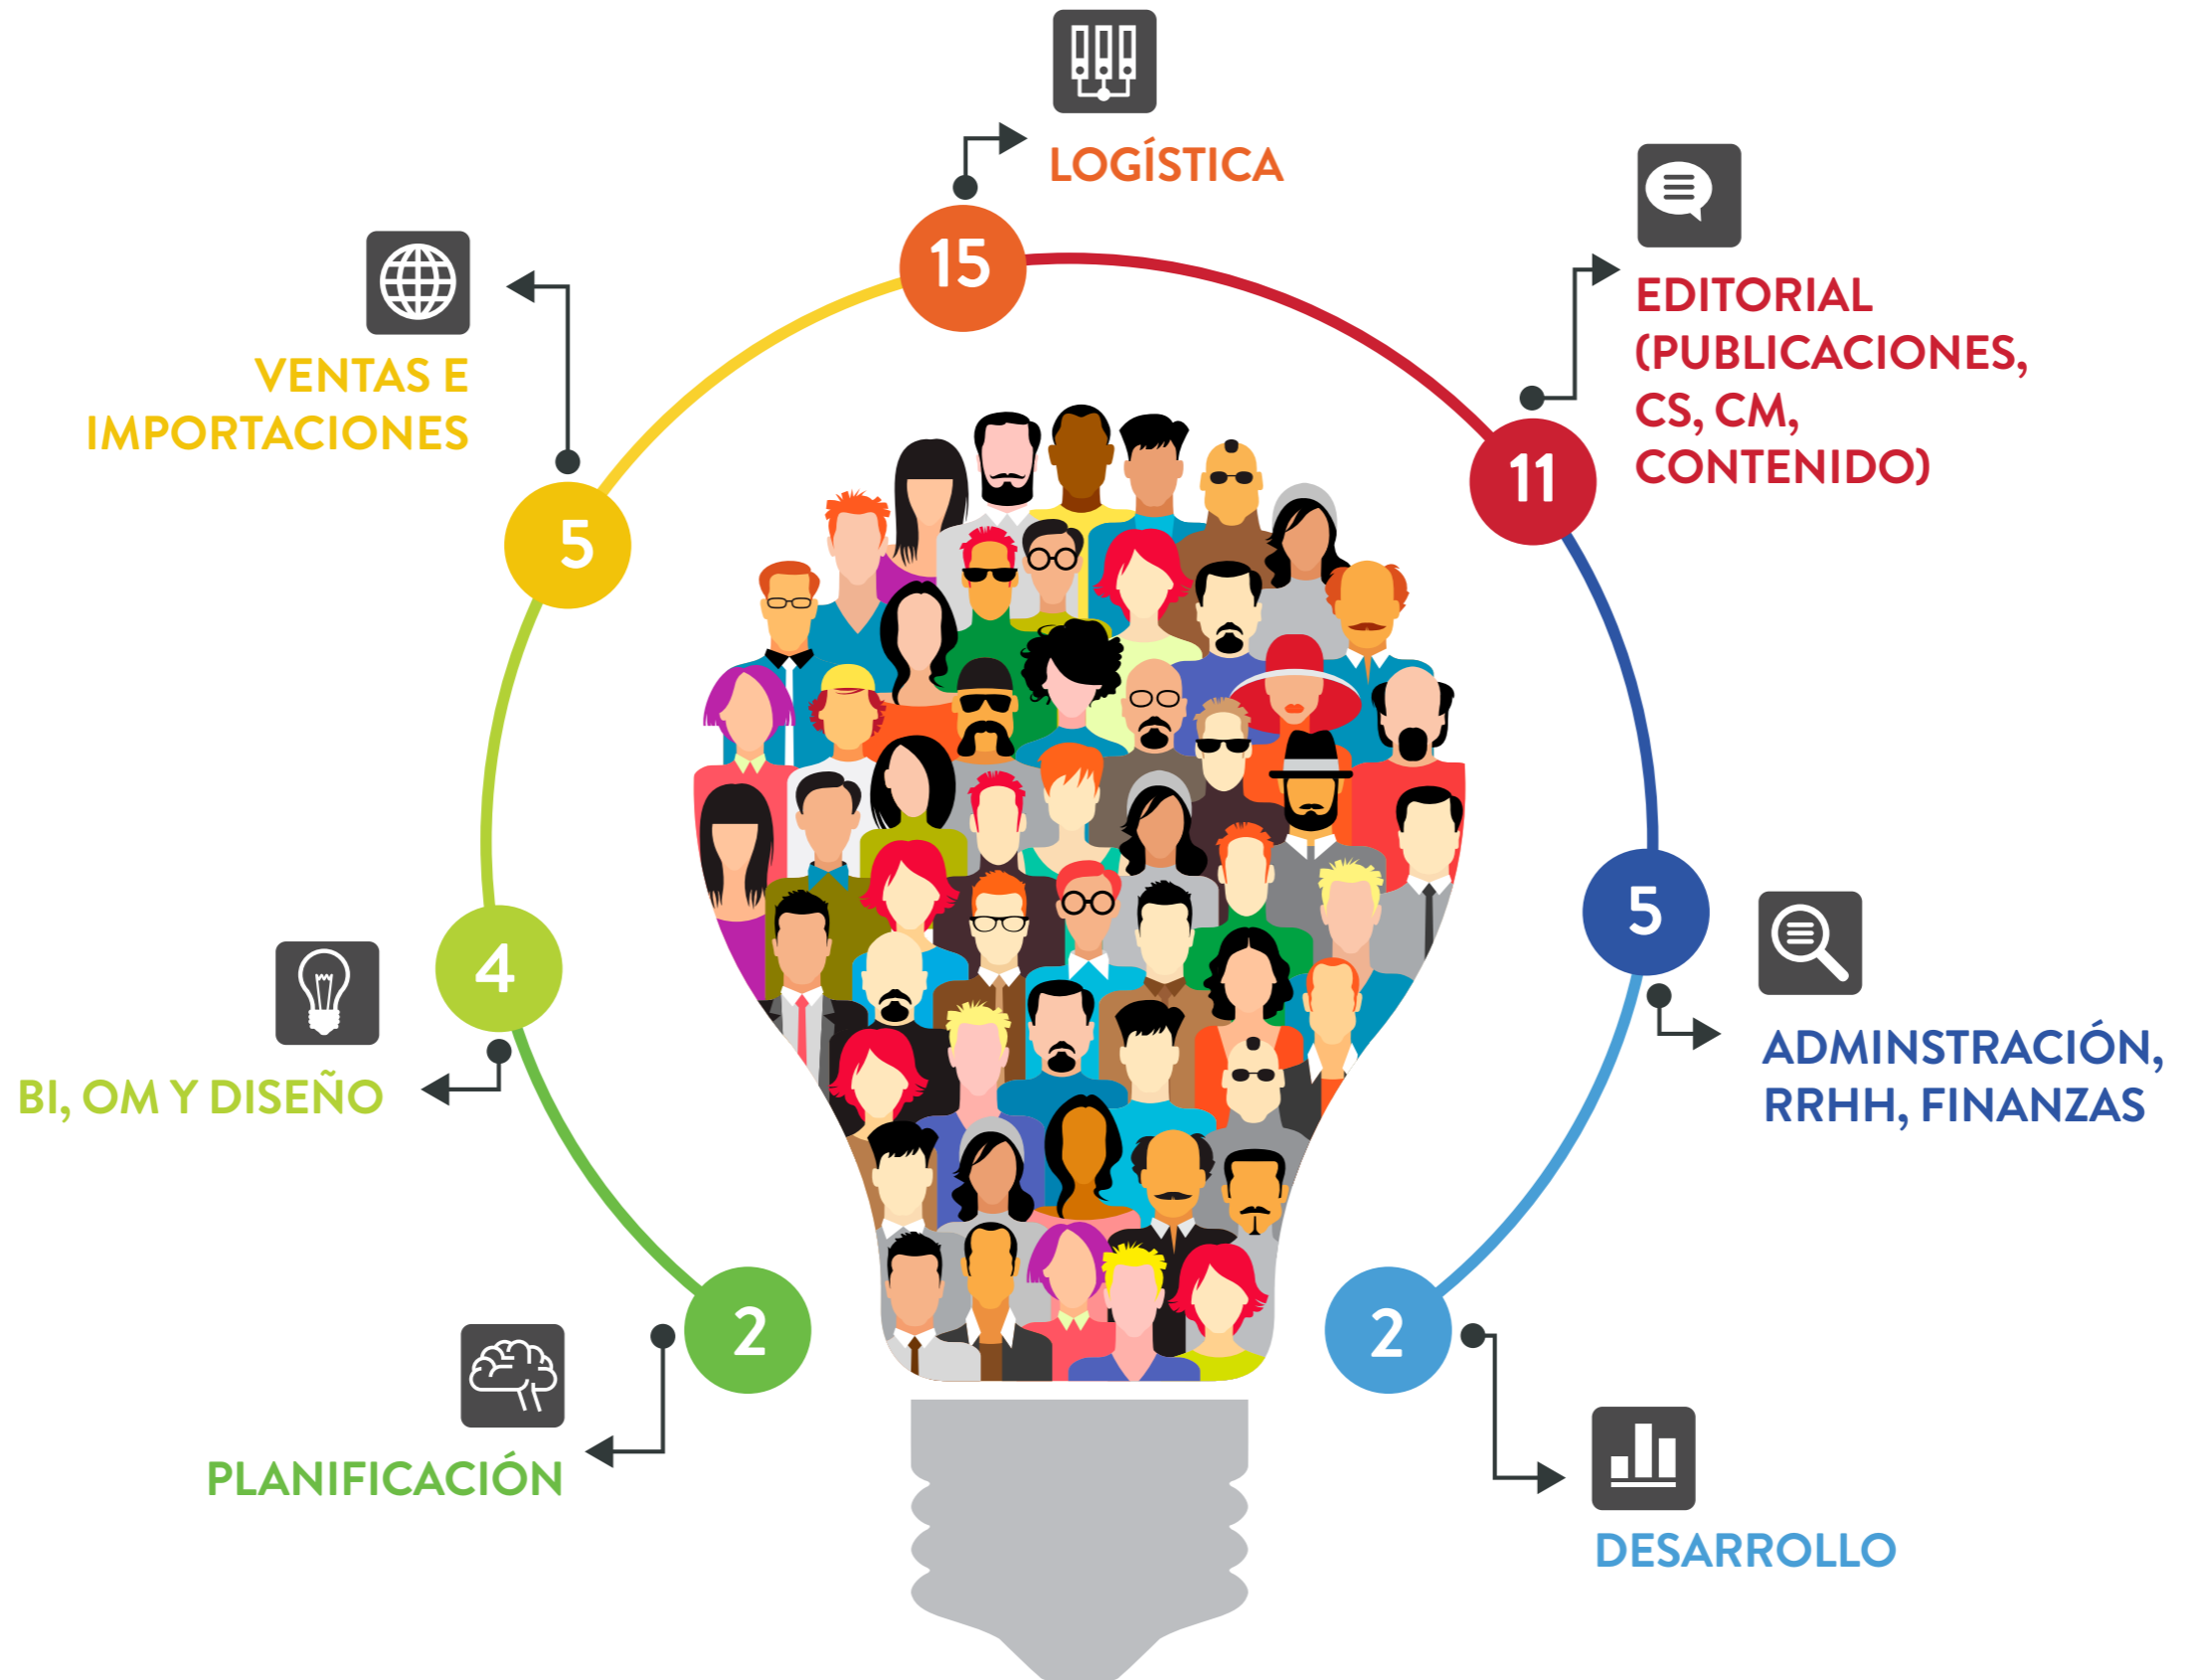 LOGÍSTICA
15
EDITORIAL
(PUBLICACIONES,
CS, CM,
CONTENIDO)
11
VENTAS E
IMPORTACIONES
5
5
ADMINSTRACIÓN,
RRHH, FINANZAS
4
BI, OM Y DISEÑO
2
PLANIFICACIÓN
2
DESARROLLO